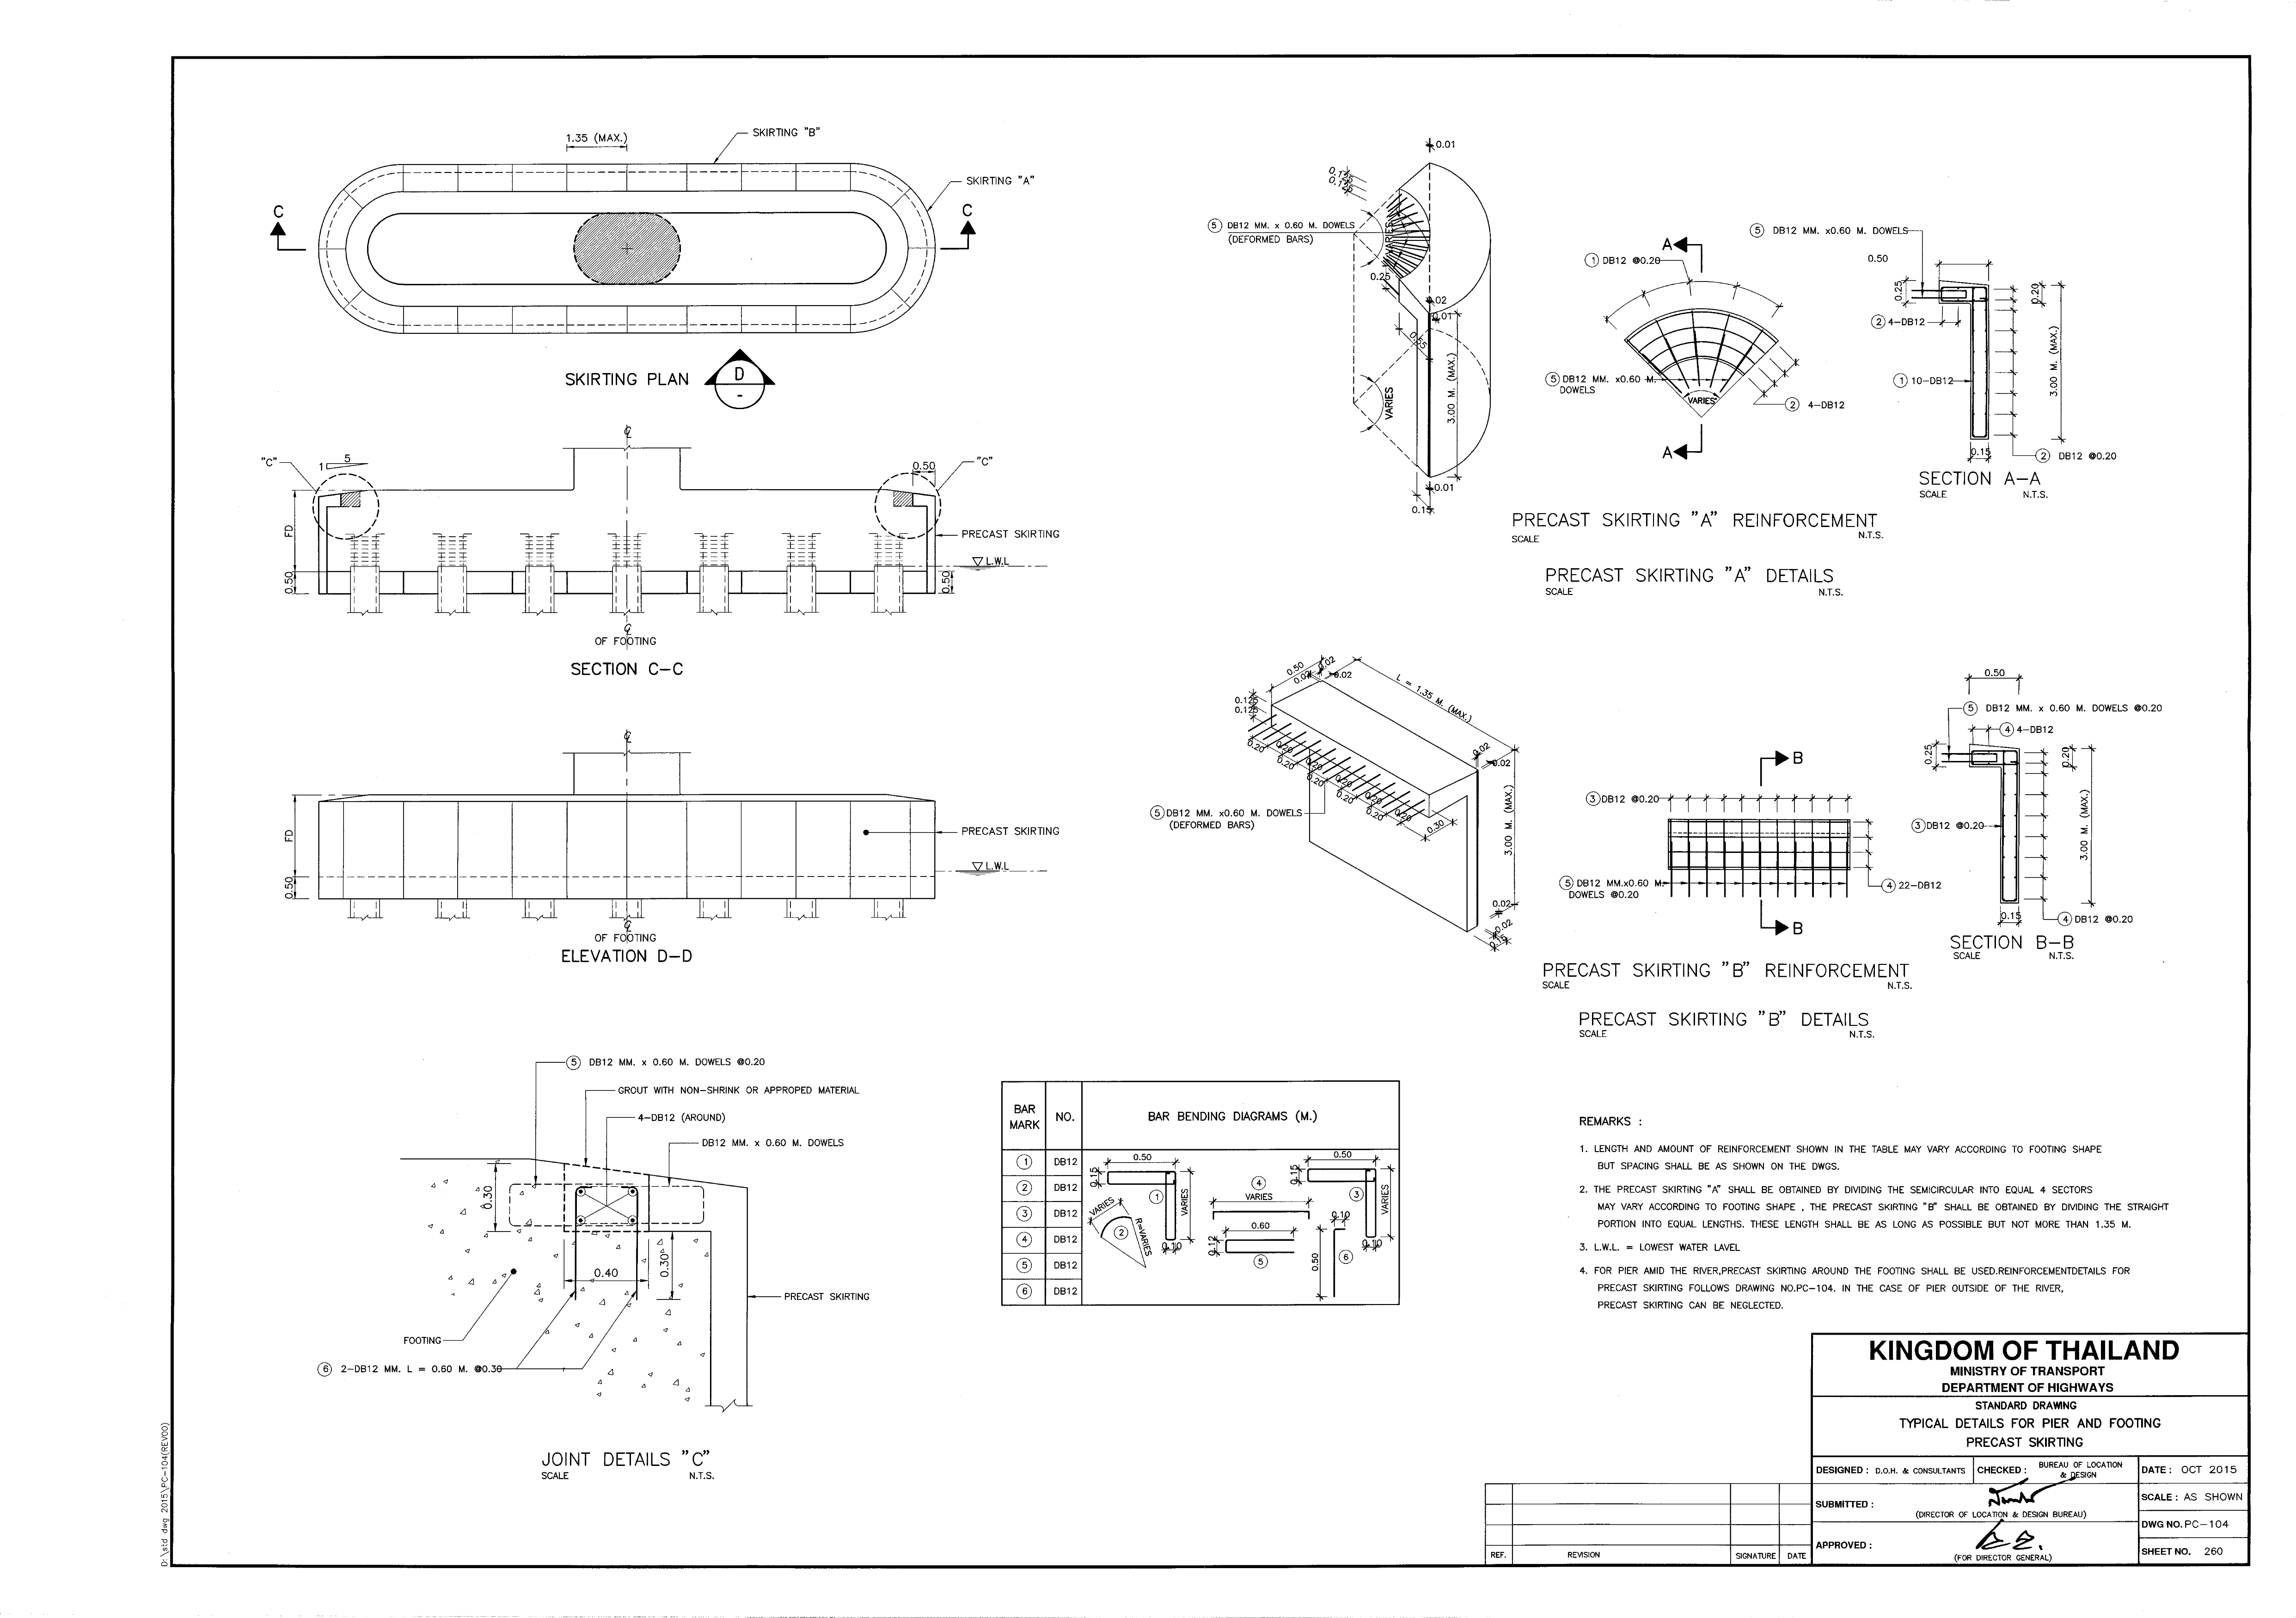 1.35 (MAX.)
SKIRTING "B"
SKIRTING "A"
C
C
SKIRTING PLAN
D
-
"C"
1
5
0.50
"C"
FD
0.50
PRECAST SKIRTING
L.W.L
0.50
OF FOOTING
SECTION C-C
FD
0.50
PRECAST SKIRTING
L.W.L
OF FOOTING
ELEVATION D-D
5 DB12 MM. x 0.60 M. DOWELS @0.20
GROUT WITH NON-SHRINK OR APPROPED MATERIAL
4-DB12 (AROUND)
DB12 MM. x 0.60 M. DOWELS
0.30
0.40
0.30
PRECAST SKIRTING
FOOTING
6 2-DB12 MM. L = 0.60 M. @0.30
JOINT DETAILS "C"
SCALE N.T.S.
0.01
0.125
0.125
5 DB12 MM. x 0.60 M. DOWELS
(DEFORMED BARS)
VARIES
0.25
0.02
0.01
0.55
3.00 M. (MAX.)
VARIES
0.01
0.15
A
1 DB12 @0.20
5 DB12 MM. x0.60 M.
DOWELS
VARIES
2 4-DB12
A
PRECAST SKIRTING "A" REINFORCEMENT
SCALE N.T.S.
PRECAST SKIRTING "A" DETAILS
SCALE N.T.S.
5 DB12 MM. x0.60 M. DOWELS
0.50
0.25
0.20
2 4-DB12
1 10-DB12
3.00 M. (MAX.)
0.15
2 DB12 @0.20
SECTION A-A
SCALE N.T.S.
0.50
0.02
0.02
0.02
L = 1.35 M. (MAX.)
0.125
0.125
0.20
0.20
0.20
0.20
0.20
0.20
0.20
0.20
0.20
0.20
0.20
0.30
0.02
0.02
5 DB12 MM. x0.60 M. DOWELS
(DEFORMED BARS)
3.00 M. (MAX.)
0.02
0.02
0.15
B
3 DB12 @0.20
5 DB12 MM.x0.60 M.
DOWELS @0.20
4 22-DB12
B
PRECAST SKIRTING "B" REINFORCEMENT
SCALE N.T.S.
PRECAST SKIRTING "B" DETAILS
SCALE N.T.S.
0.50
5 DB12 MM. x 0.60 M. DOWELS @0.20
4 4-DB12
0.25
0.20
3 DB12 @0.20
3.00 M. (MAX.)
0.15
4 DB12 @0.20
SECTION B-B
SCALE N.T.S.
BAR MARK NO. BAR BENDING DIAGRAMS (M.)
1 DB12
2 DB12
3 DB12
4 DB12
5 DB12
6 DB12
0.50
0.15
1
VARIES
0.10
VARIES
2
R=VARIES
4
VARIES
0.60
0.12
5
0.50
0.15
3
VARIES
0.10
0.10
0.50
6
REMARKS :
1. LENGTH AND AMOUNT OF REINFORCEMENT SHOWN IN THE TABLE MAY VARY ACCORDING TO FOOTING SHAPE
BUT SPACING SHALL BE AS SHOWN ON THE DWGS.
2. THE PRECAST SKIRTING "A" SHALL BE OBTAINED BY DIVIDING THE SEMICIRCULAR INTO EQUAL 4 SECTORS
MAY VARY ACCORDING TO FOOTING SHAPE , THE PRECAST SKIRTING "B" SHALL BE OBTAINED BY DIVIDING THE STRAIGHT
PORTION INTO EQUAL LENGTHS. THESE LENGTH SHALL BE AS LONG AS POSSIBLE BUT NOT MORE THAN 1.35 M.
3. L.W.L. = LOWEST WATER LAVEL
4. FOR PIER AMID THE RIVER,PRECAST SKIRTING AROUND THE FOOTING SHALL BE USED.REINFORCEMENTDETAILS FOR
PRECAST SKIRTING FOLLOWS DRAWING NO.PC-104. IN THE CASE OF PIER OUTSIDE OF THE RIVER,
PRECAST SKIRTING CAN BE NEGLECTED.
KINGDOM OF THAILAND
MINISTRY OF TRANSPORT
DEPARTMENT OF HIGHWAYS
STANDARD DRAWING
TYPICAL DETAILS FOR PIER AND FOOTING
PRECAST SKIRTING
DESIGNED : D.O.H. & CONSULTANTS
CHECKED : BUREAU OF LOCATION & DESIGN
DATE : OCT 2015
SUBMITTED :
(DIRECTOR OF LOCATION & DESIGN BUREAU)
SCALE : AS SHOWN
DWG NO. PC-104
APPROVED :
(FOR DIRECTOR GENERAL)
SHEET NO. 260
REF. REVISION SIGNATURE DATE
D:\std dwg 2015\PC-104(REV00)